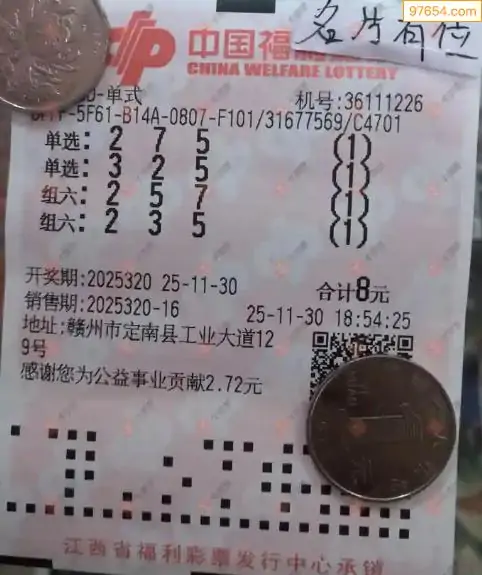 97654.com
名片有位
中国福
CHINA WELFARE LOTTERY
D-单式 机号:36111226
-5F61-B14A-0807-F101/31677569/C4701
单选: 2 7 5 (1)
单选: 3 2 5 (1)
组六: 2 5 7 (1)
组六: 2 3 5 (1)
开奖期:2025320 25-11-30 合计8元
销售期:2025320-16 25-11-30 18:54:25
地址:赣州市定南县工业大道12
9号
感谢您为公益事业贡献2.72元
江西省福利彩票发行中心承销